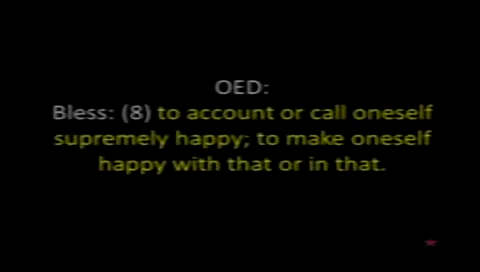 OED:
Bless: (8) to account or call oneself
supremely happy; to make oneself
happy with that or in that.